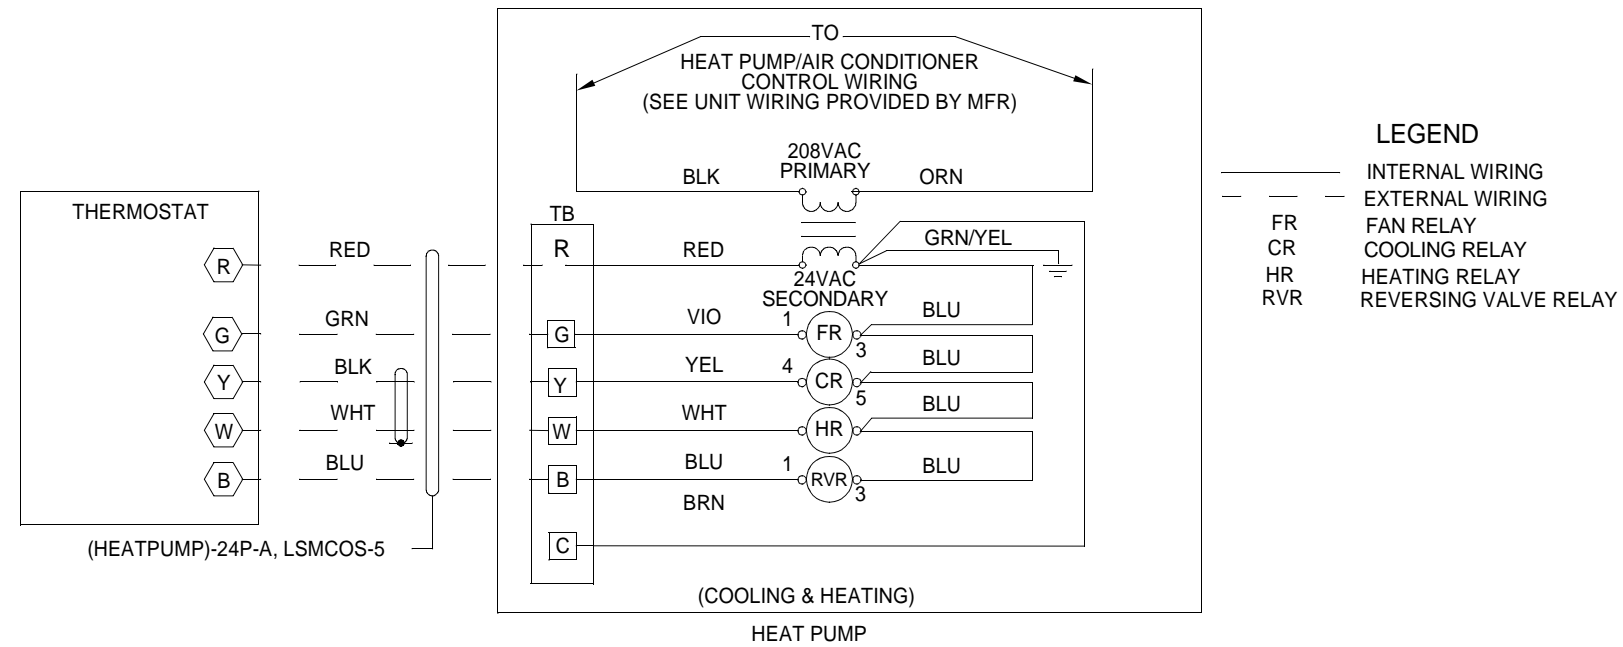 TO
HEAT PUMP/AIR CONDITIONER
CONTROL WIRING
(SEE UNIT WIRING PROVIDED BY MFR)
208VAC
PRIMARY
BLK
ORN
THERMOSTAT
TB
R
RED
R
RED
GRN/YEL
24VAC
SECONDARY
G
GRN
G
VIO
1
FR
3
BLU
Y
BLK
Y
YEL
4
CR
5
BLU
W
WHT
W
WHT
HR
BLU
B
BLU
B
BLU
1
RVR
3
BLU
BRN
C
(HEATPUMP)-24P-A, LSMCOS-5
(COOLING & HEATING)
HEAT PUMP
LEGEND
INTERNAL WIRING
EXTERNAL WIRING
FR FAN RELAY
CR COOLING RELAY
HR HEATING RELAY
RVR REVERSING VALVE RELAY